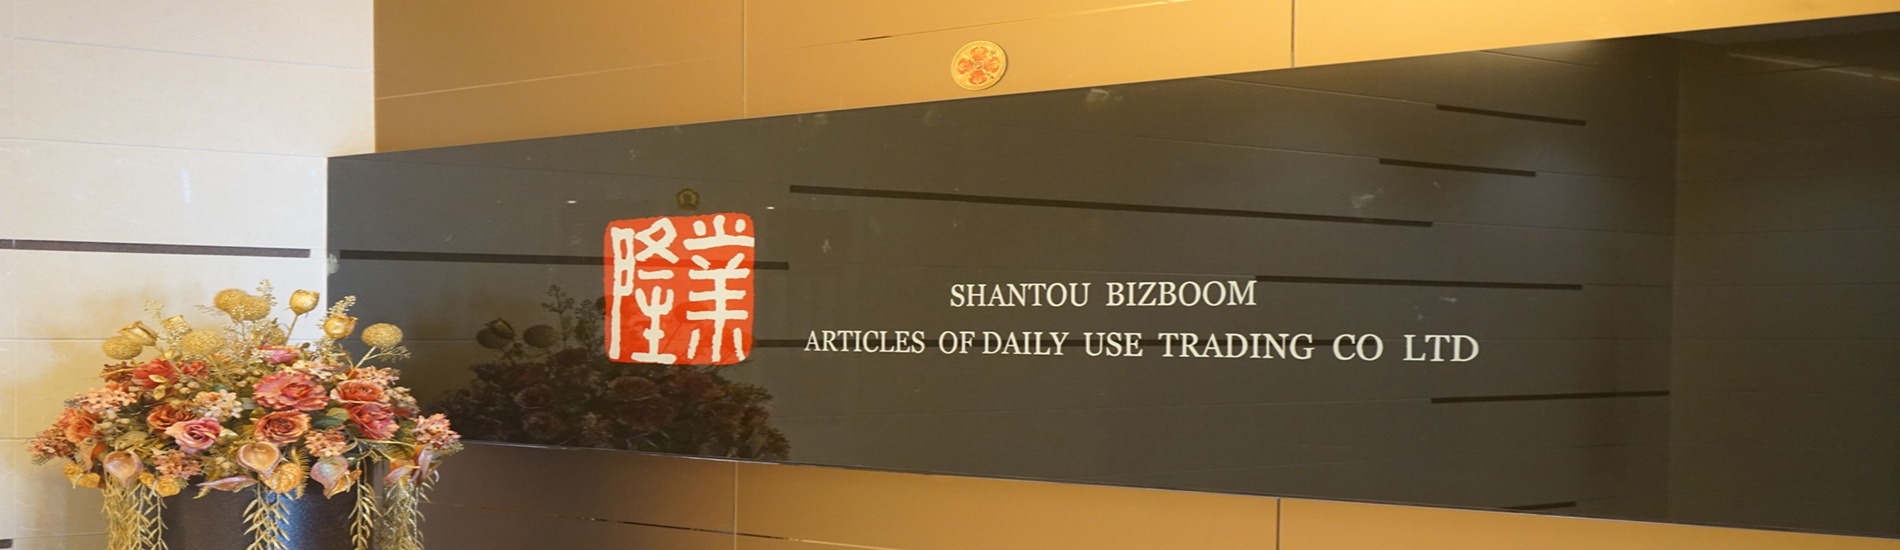 業隆
SHANTOU BIZBOOM
ARTICLES OF DAILY USE TRADING CO LTD